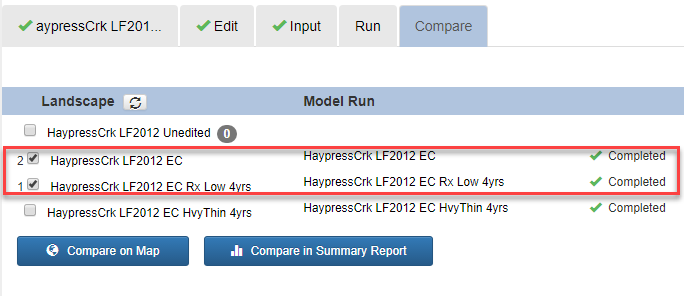 aypressCrk LF201... Edit Input Run Compare
Landscape Model Run
HaypressCrk LF2012 Unedited 0
2 HaypressCrk LF2012 EC HaypressCrk LF2012 EC Completed
1 HaypressCrk LF2012 EC Rx Low 4yrs HaypressCrk LF2012 EC Rx Low 4yrs Completed
HaypressCrk LF2012 EC HvyThin 4yrs HaypressCrk LF2012 EC HvyThin 4yrs Completed
Compare on Map Compare in Summary Report